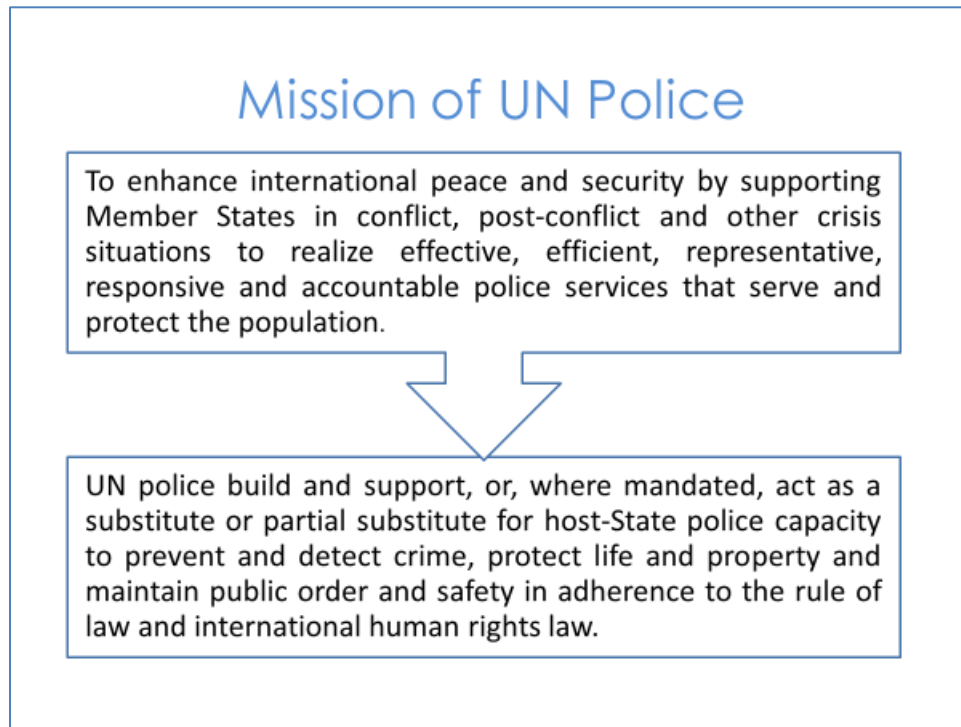 Mission of UN Police
To enhance international peace and security by supporting
Member States in conflict, post-conflict and other crisis
situations to realize effective, efficient, representative,
responsive and accountable police services that serve and
protect the population.
UN police build and support, or, where mandated, act as a
substitute or partial substitute for host-State police capacity
to prevent and detect crime, protect life and property and
maintain public order and safety in adherence to the rule of
law and international human rights law.